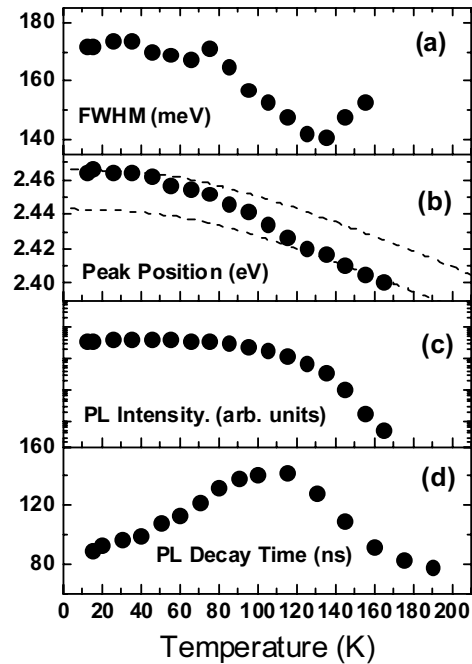 180
(a)
160
FWHM (meV)
140
2.46
(b)
2.44
2.42
Peak Position (eV)
2.40
(c)
PL Intensity. (arb. units)
160
(d)
120
PL Decay Time (ns)
80
0 20 40 60 80 100 120 140 160 180 200
Temperature (K)